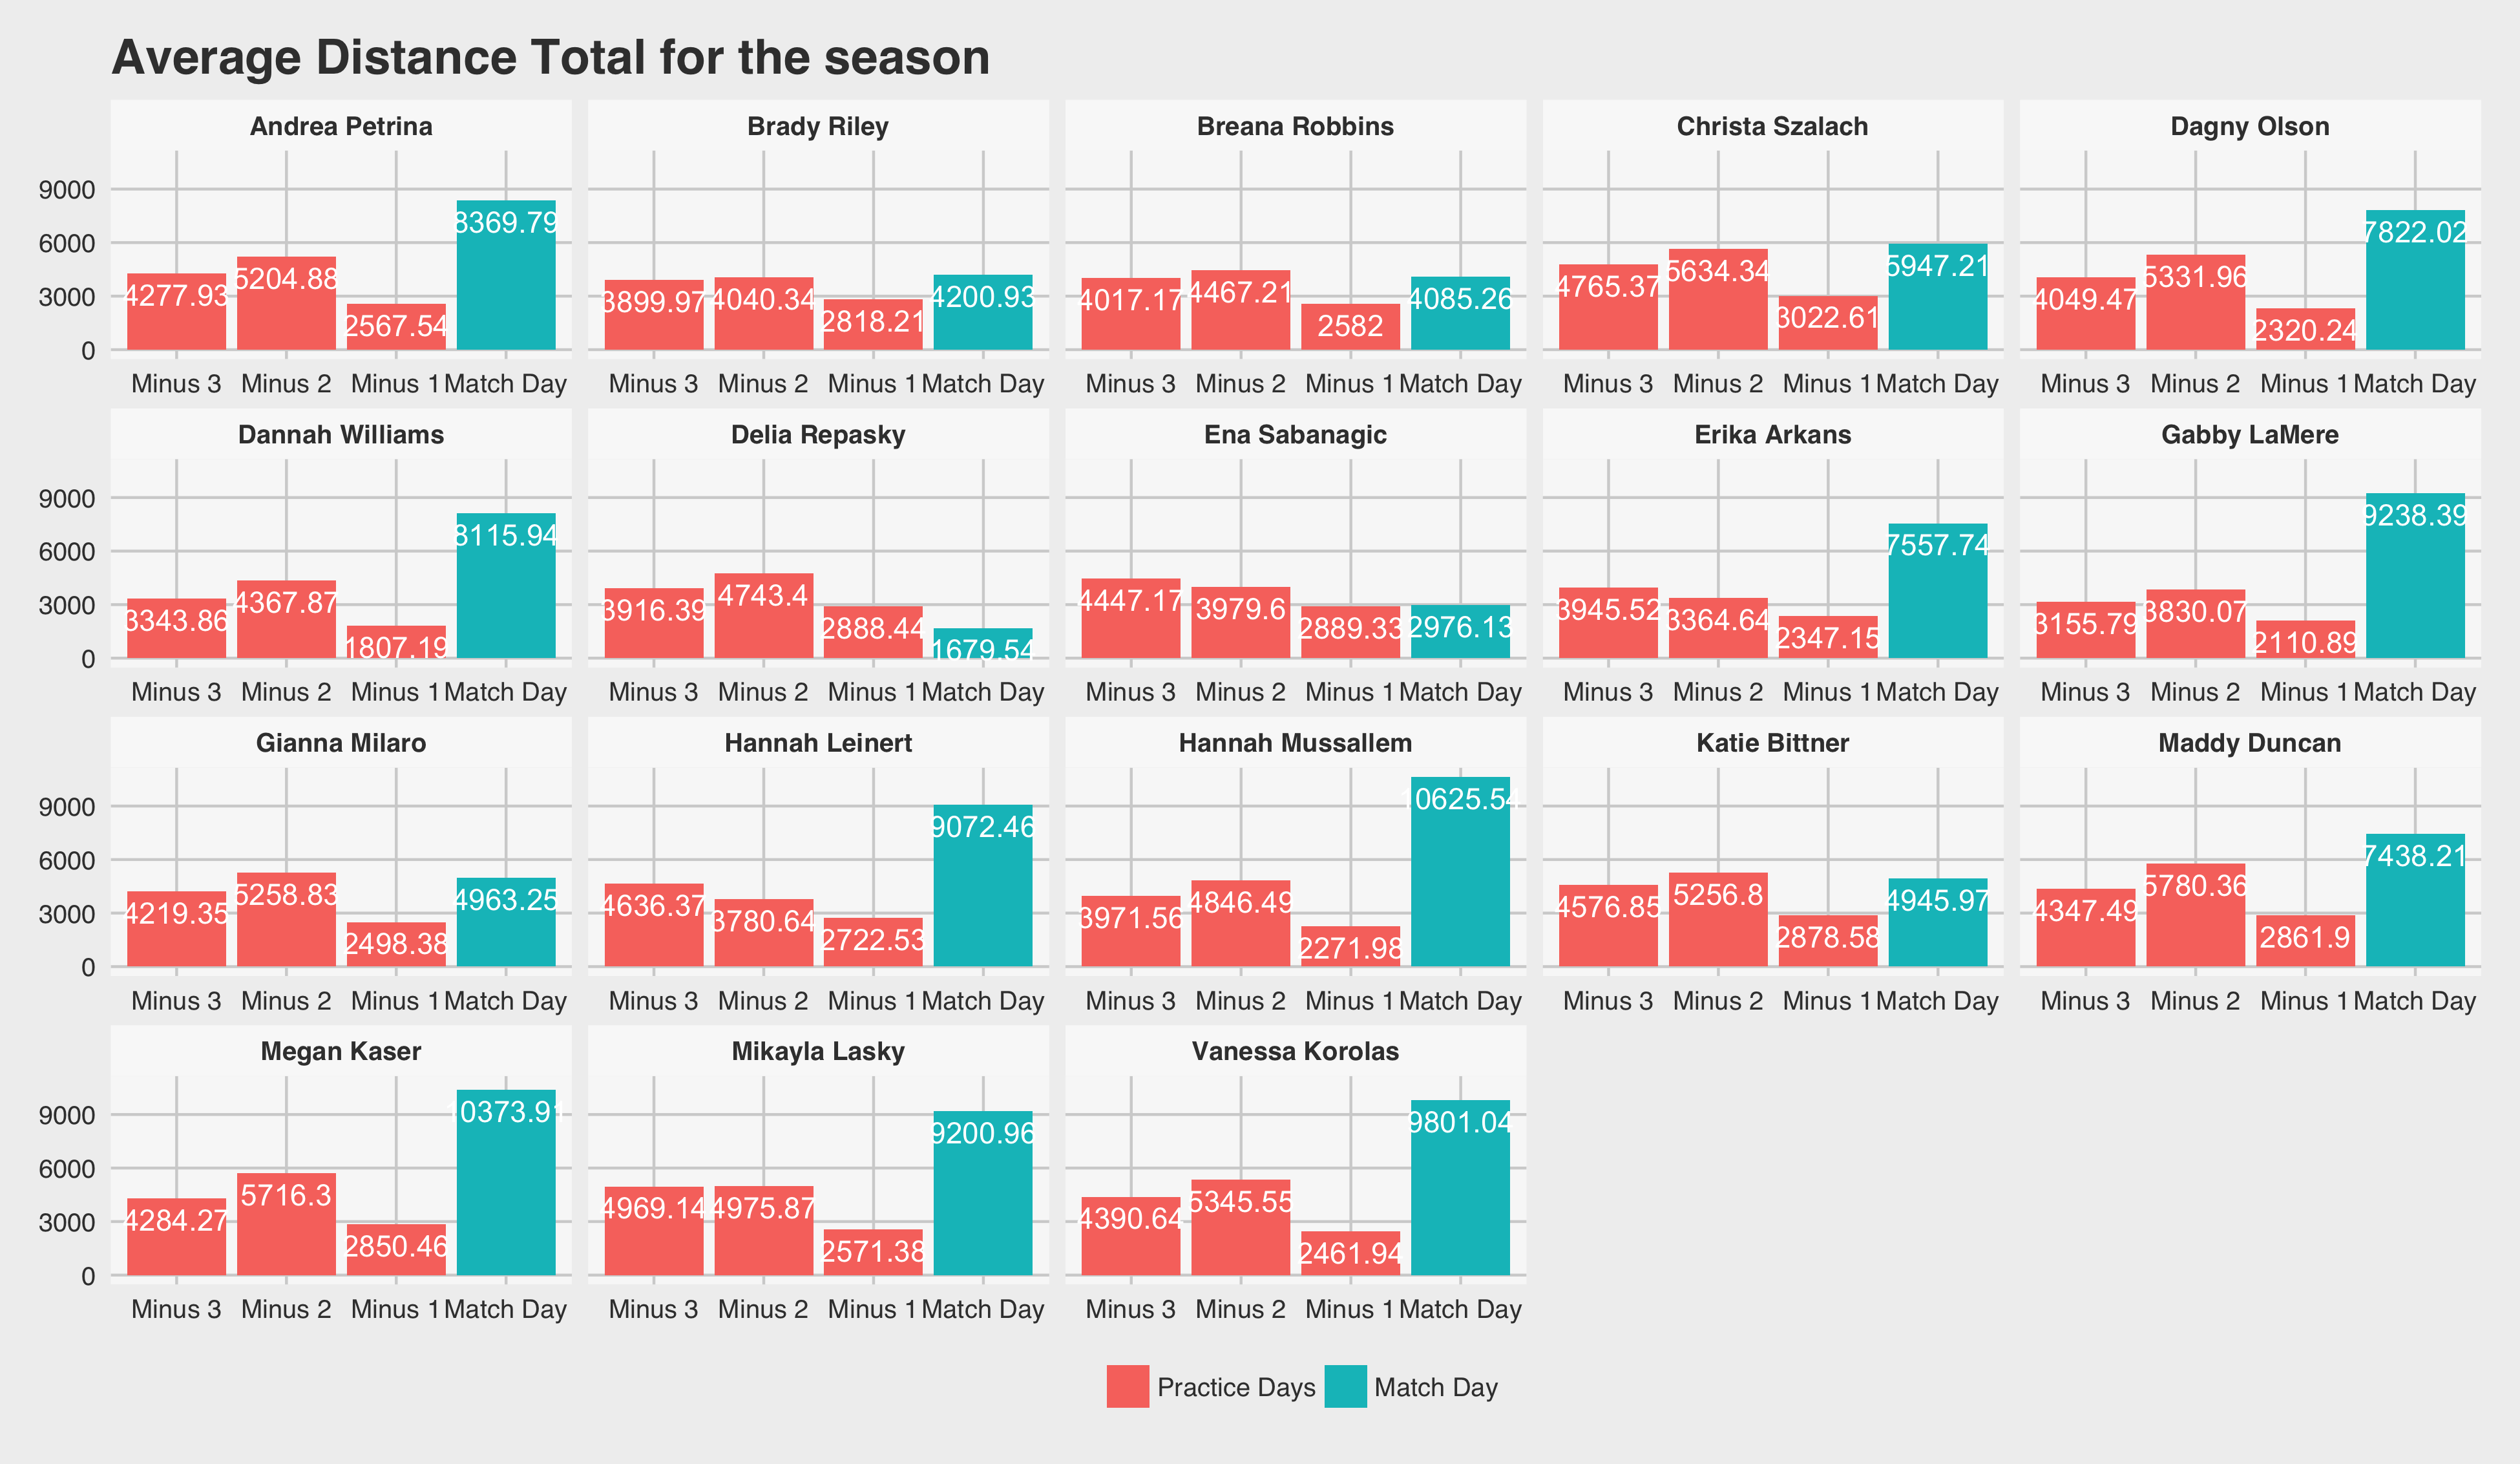 Average Distance Total for the season
Andrea Petrina Brady Riley Breana Robbins Christa Szalach Dagny Olson
9000
6000
3000
0
4277.93 5204.88 2567.54 8369.79
3899.97 4040.34 2818.21 4200.93
4017.17 4467.21 2582 4085.26
4765.37 5634.34 3022.61 5947.21
4049.47 5331.96 2320.24 7822.02
Minus 3 Minus 2 Minus 1 Match Day Minus 3 Minus 2 Minus 1 Match Day Minus 3 Minus 2 Minus 1 Match Day Minus 3 Minus 2 Minus 1 Match Day Minus 3 Minus 2 Minus 1 Match Day
Dannah Williams Delia Repasky Ena Sabanagic Erika Arkans Gabby LaMere
9000
6000
3000
0
3343.86 4367.87 1807.19 8115.94
3916.39 4743.4 2888.44 1679.54
4447.17 3979.6 2889.33 2976.13
3945.52 3364.64 2347.15 7557.74
3155.79 3830.07 2110.89 9238.39
Minus 3 Minus 2 Minus 1 Match Day Minus 3 Minus 2 Minus 1 Match Day Minus 3 Minus 2 Minus 1 Match Day Minus 3 Minus 2 Minus 1 Match Day Minus 3 Minus 2 Minus 1 Match Day
Gianna Milaro Hannah Leinert Hannah Mussallem Katie Bittner Maddy Duncan
9000
6000
3000
0
4219.35 5258.83 2498.38 4963.25
4636.37 3780.64 2722.53 9072.46
3971.56 4846.49 2271.98 10625.54
4576.85 5256.8 2878.58 4945.97
4347.49 5780.36 2861.9 7438.21
Minus 3 Minus 2 Minus 1 Match Day Minus 3 Minus 2 Minus 1 Match Day Minus 3 Minus 2 Minus 1 Match Day Minus 3 Minus 2 Minus 1 Match Day Minus 3 Minus 2 Minus 1 Match Day
Megan Kaser Mikayla Lasky Vanessa Korolas
9000
6000
3000
0
4284.27 5716.3 2850.46 10373.91
4969.14 4975.87 2571.38 9200.96
4390.64 5345.55 2461.94 9801.04
Minus 3 Minus 2 Minus 1 Match Day Minus 3 Minus 2 Minus 1 Match Day Minus 3 Minus 2 Minus 1 Match Day
Practice Days Match Day